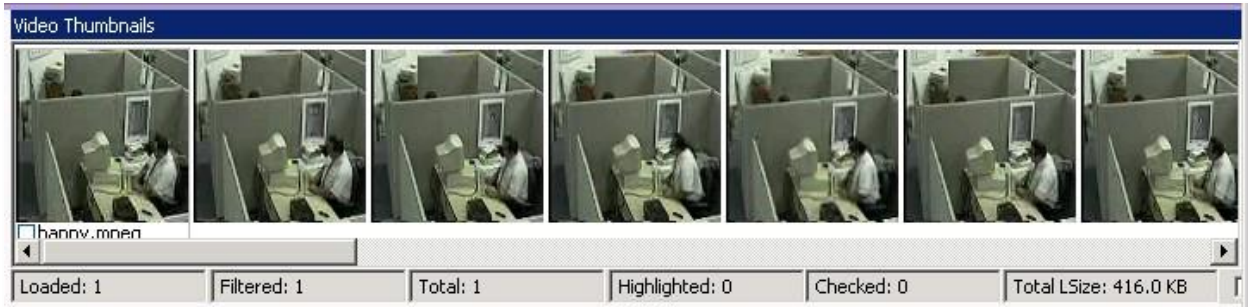 Video Thumbnails
happy.mpeg
Loaded: 1
Filtered: 1
Total: 1
Highlighted: 0
Checked: 0
Total LSize: 416.0 KB